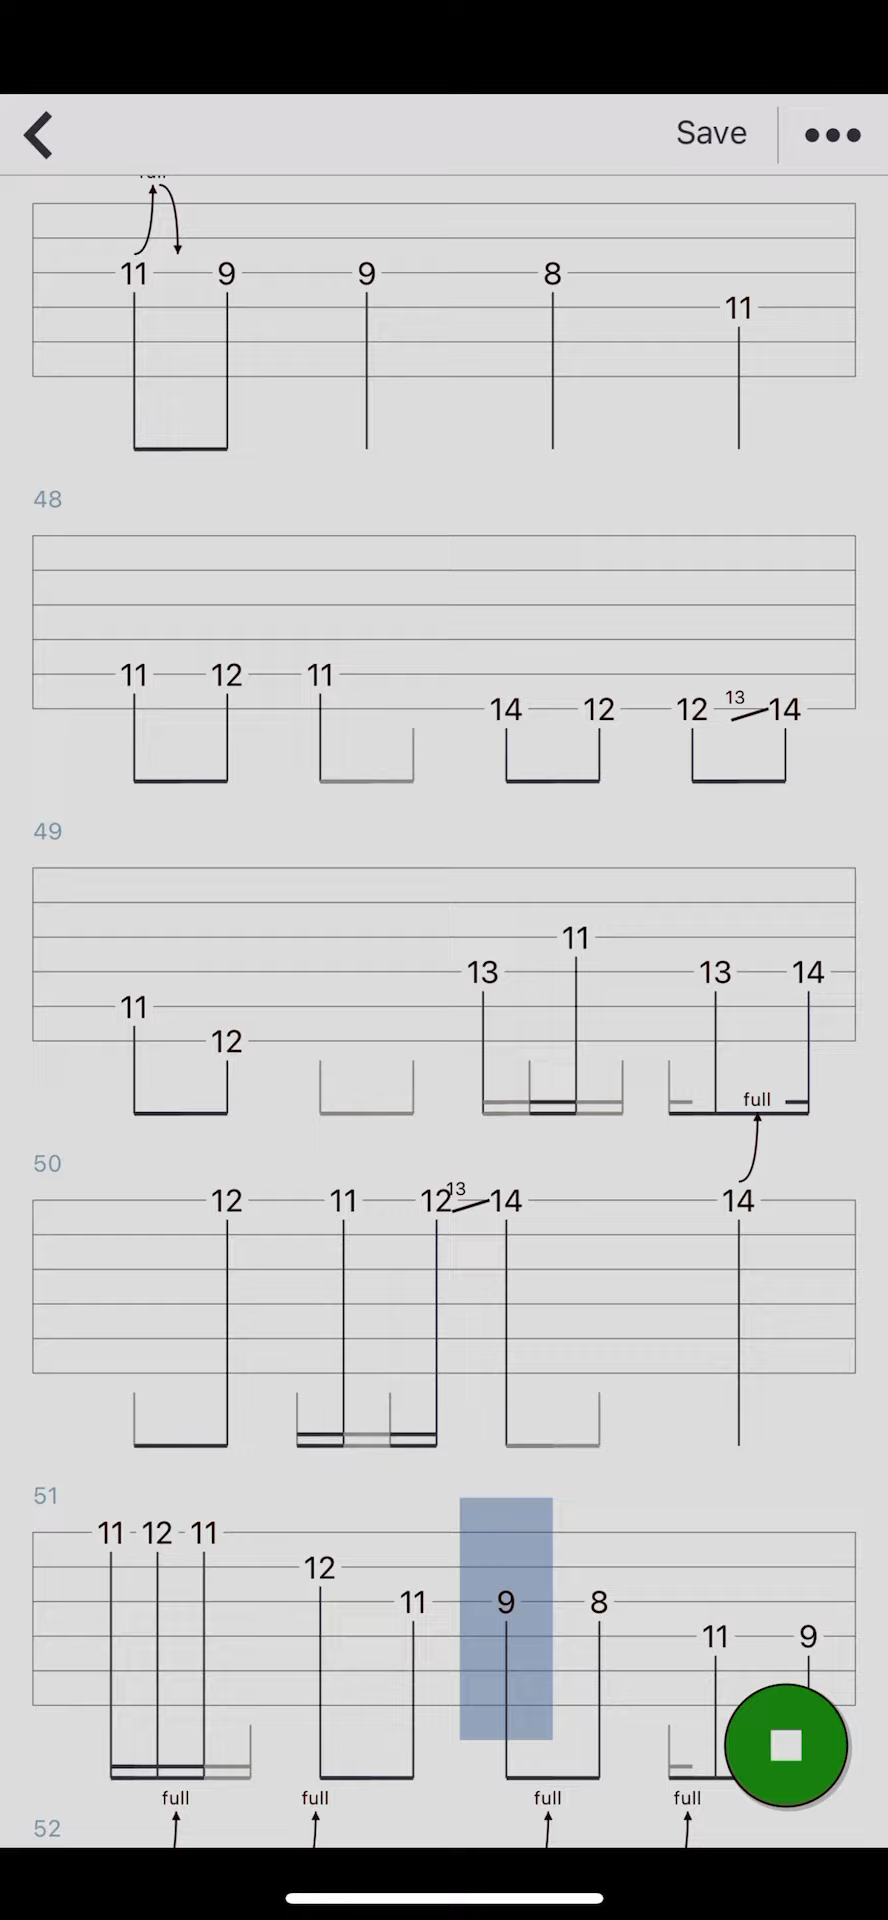 Save
full
11 9 9 8
11
48
11 12 11
13
14 12 12 14
49
11
13 13 14
11
12
full
50
13
12 11 12 14 14
51
11 12 11
12
11 9 8
11 9
full full full full
52